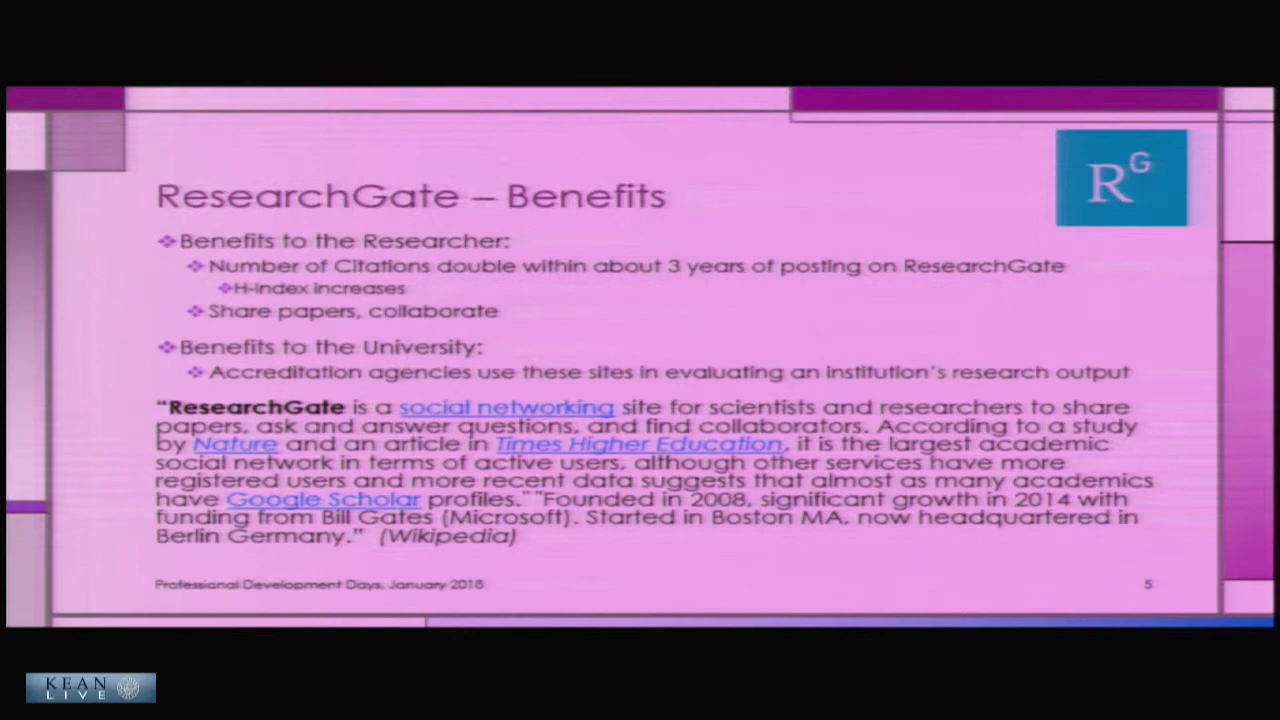 R G
ResearchGate – Benefits
Benefits to the Researcher:
Number of Citations double within about 3 years of posting on ResearchGate
H-Index increases
Share papers, collaborate
Benefits to the University:
Accreditation agencies use these sites in evaluating an institution's research output
"ResearchGate is a social networking site for scientists and researchers to share
papers, ask and answer questions, and find collaborators. According to a study
by Nature and an article in Times Higher Education, it is the largest academic
social network in terms of active users, although other services have more
registered users and more recent data suggests that almost as many academics
have Google Scholar profiles." "Founded in 2008, significant growth in 2014 with
funding from Bill Gates (Microsoft). Started in Boston MA, now headquartered in
Berlin Germany." (Wikipedia)
Professional Development Days, January 2018 5
KEAN
LIVE